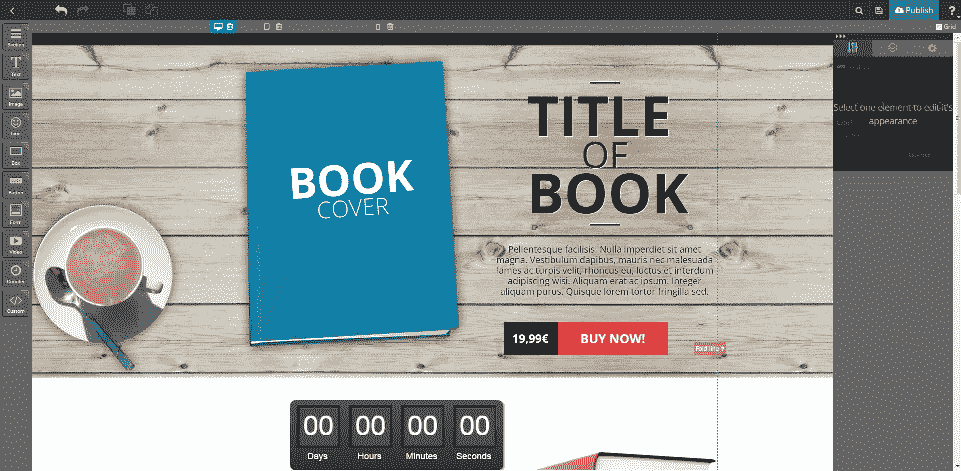 Publish
?
Grid
Section
Text
Image
Icon
Box
Button
Form
Video
Counter
Custom
Select one element to edit it's
appearance
BOOK
COVER
TITLE
OF
BOOK
Pellentesque facilisis. Nulla imperdiet sit amet
magna. Vestibulum dapibus, mauris nec malesuada
fames ac turpis velit, rhoncus eu, luctus et interdum
adipiscing wisi. Aliquam erat ac ipsum. Integer
aliquam purus. Quisque lorem tortor fringilla sed.
19,99€
BUY NOW!
Fold line ?
00 00 00 00
Days Hours Minutes Seconds